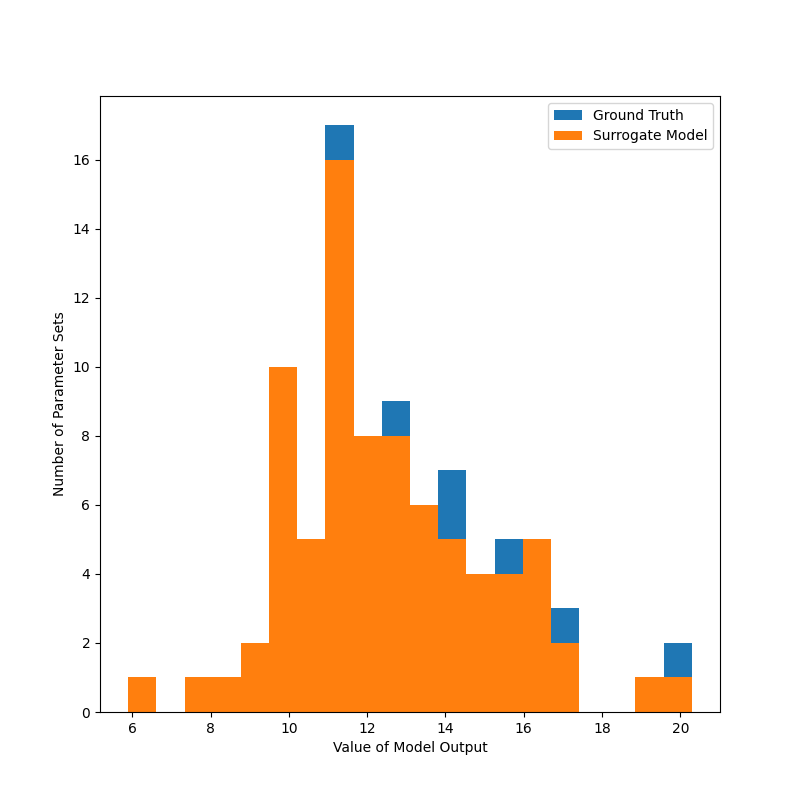 Ground Truth
Surrogate Model
16
14
12
10
8
6
4
2
0
Number of Parameter Sets
6 8 10 12 14 16 18 20
Value of Model Output